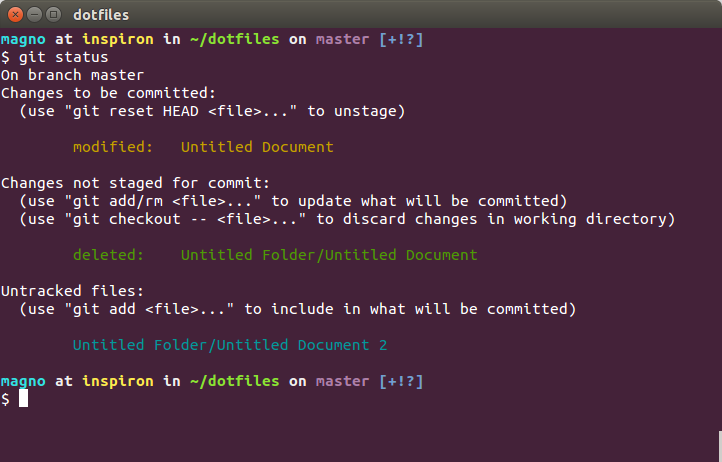 dotfiles
magno at inspiron in ~/dotfiles on master [+!?]
$ git status
On branch master
Changes to be committed:
  (use "git reset HEAD <file>..." to unstage)
        modified:   Untitled Document
Changes not staged for commit:
  (use "git add/rm <file>..." to update what will be committed)
  (use "git checkout -- <file>..." to discard changes in working directory)
        deleted:    Untitled Folder/Untitled Document
Untracked files:
  (use "git add <file>..." to include in what will be committed)
        Untitled Folder/Untitled Document 2
magno at inspiron in ~/dotfiles on master [+!?]
$